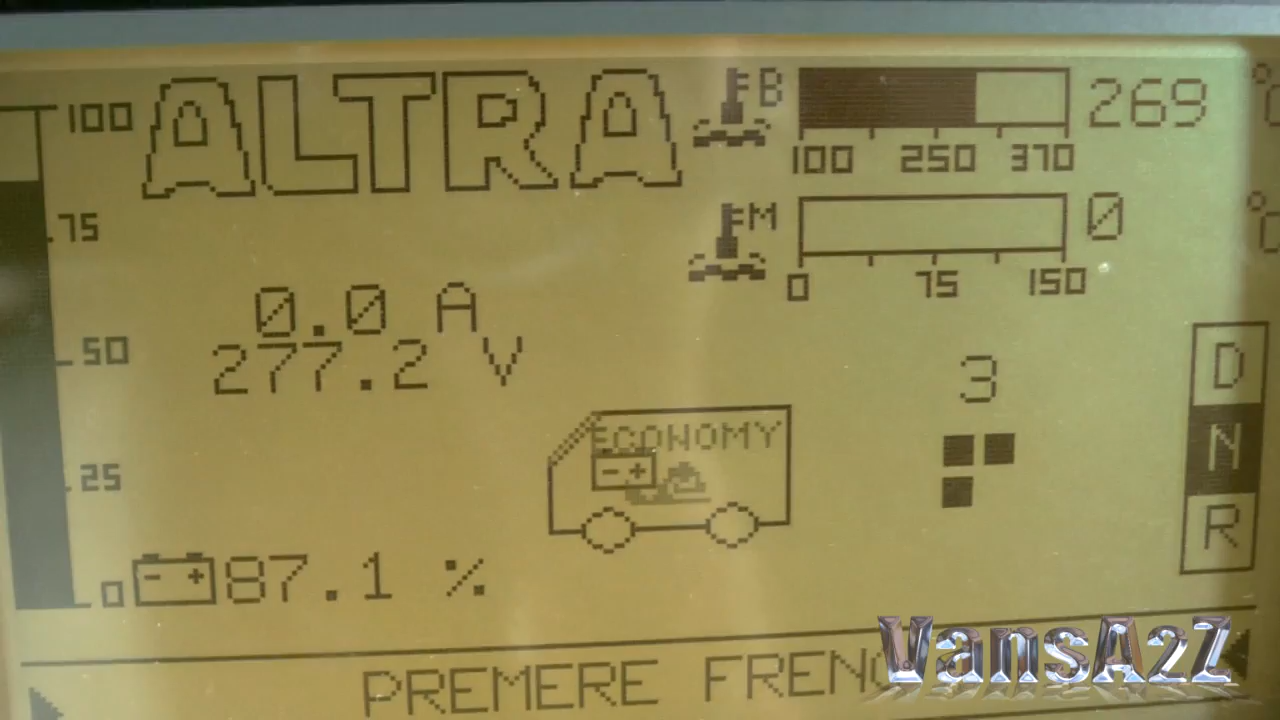 100 ALTRA B 269 °C
100 250 370
75 M 0 °C
0 75 150
0.0 A
50 277.2 V 3 D
ECONOMY N
- +
25 R
0 - + 87.1 %
PREMERE FRENO
VansA2Z